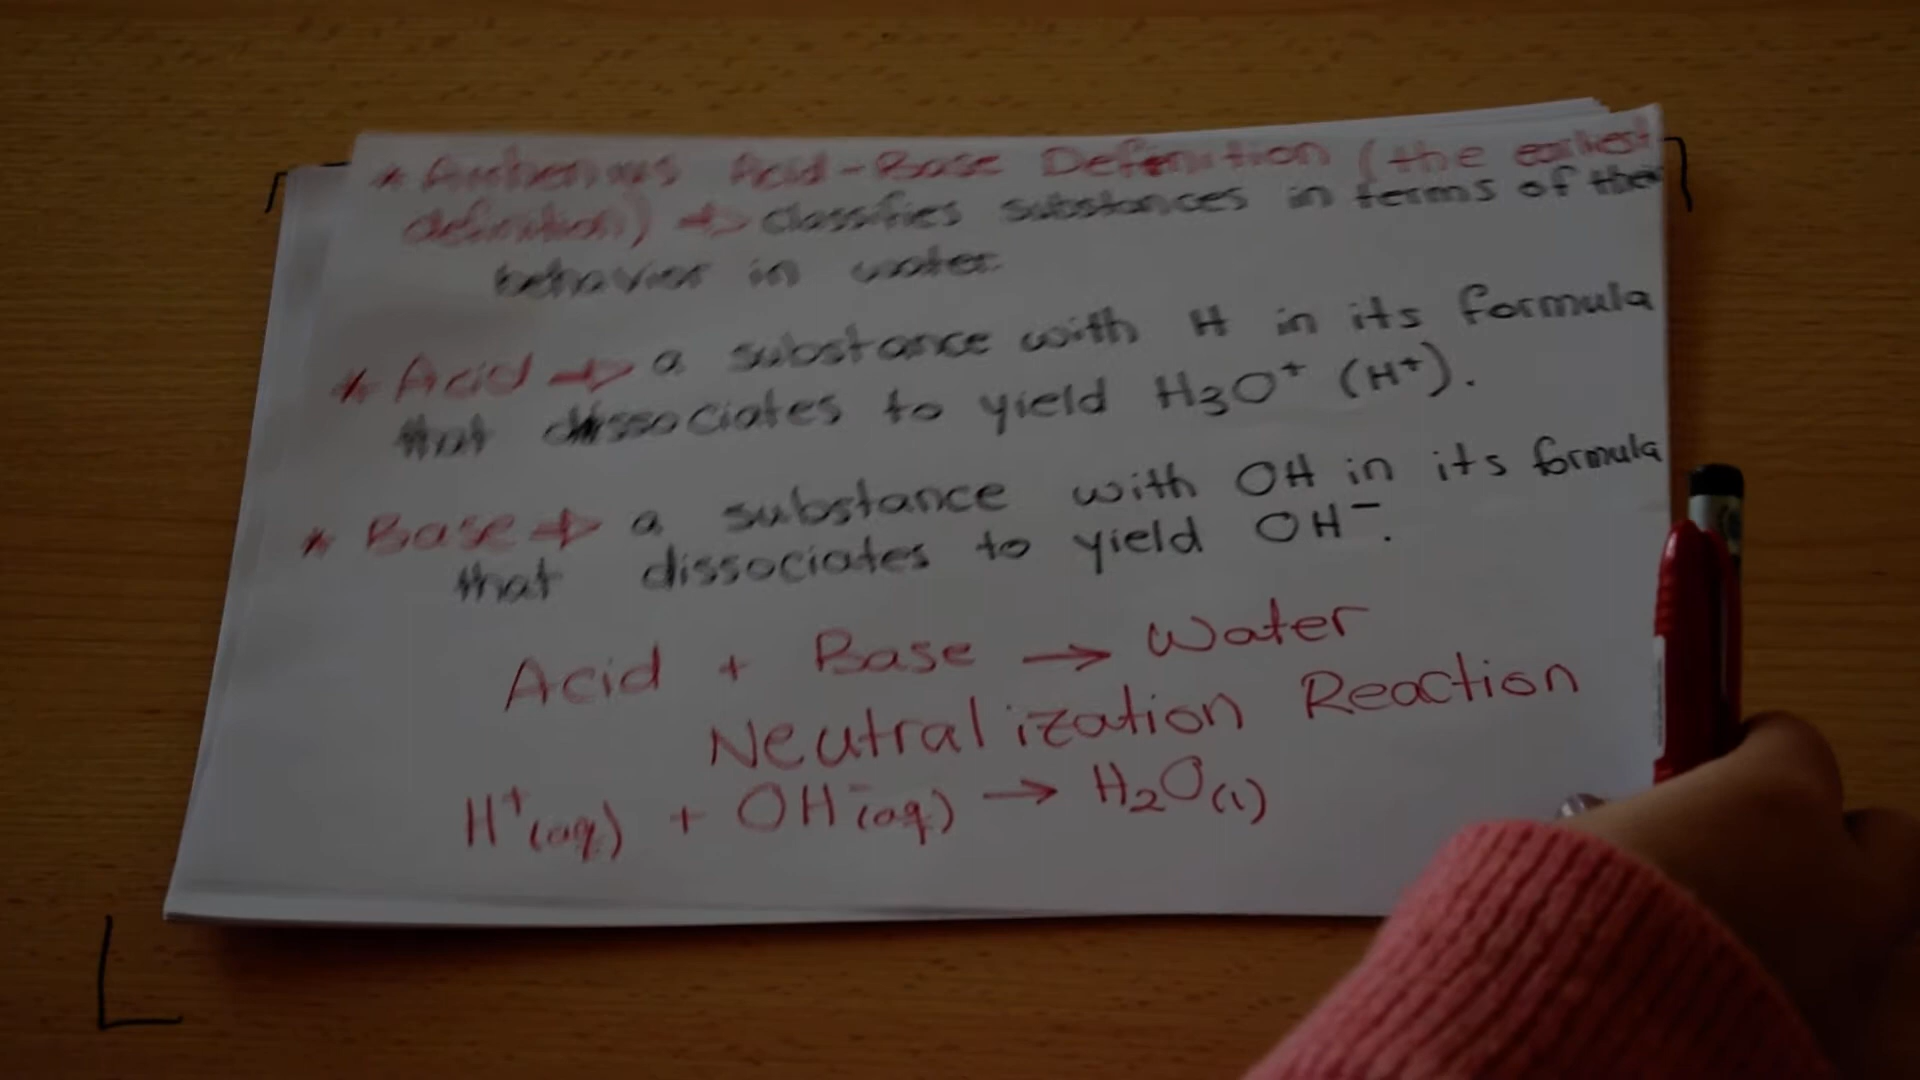 * Arrhenius Acid-Base Definition (the earliest
definition) → classifies substances in terms of their
behavior in water.
* Acid → a substance with H in its formula
that dissociates to yield H₃O⁺ (H⁺).
* Base → a substance with OH in its formula
that dissociates to yield OH⁻.
Acid + Base → Water
Neutralization Reaction
H⁺(aq) + OH⁻(aq) → H₂O(l)